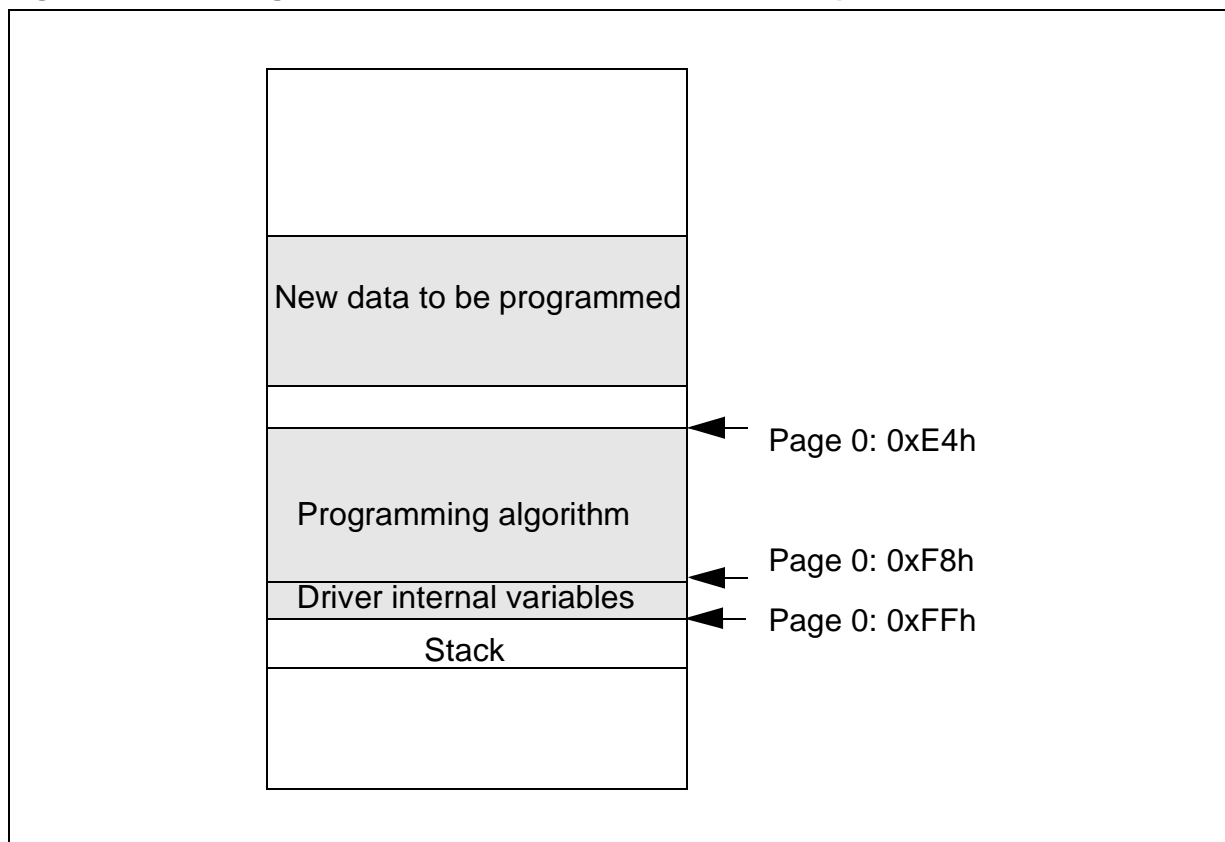 New data to be programmed
Page 0: 0xE4h
Programming algorithm
Page 0: 0xF8h
Driver internal variables
Page 0: 0xFFh
Stack